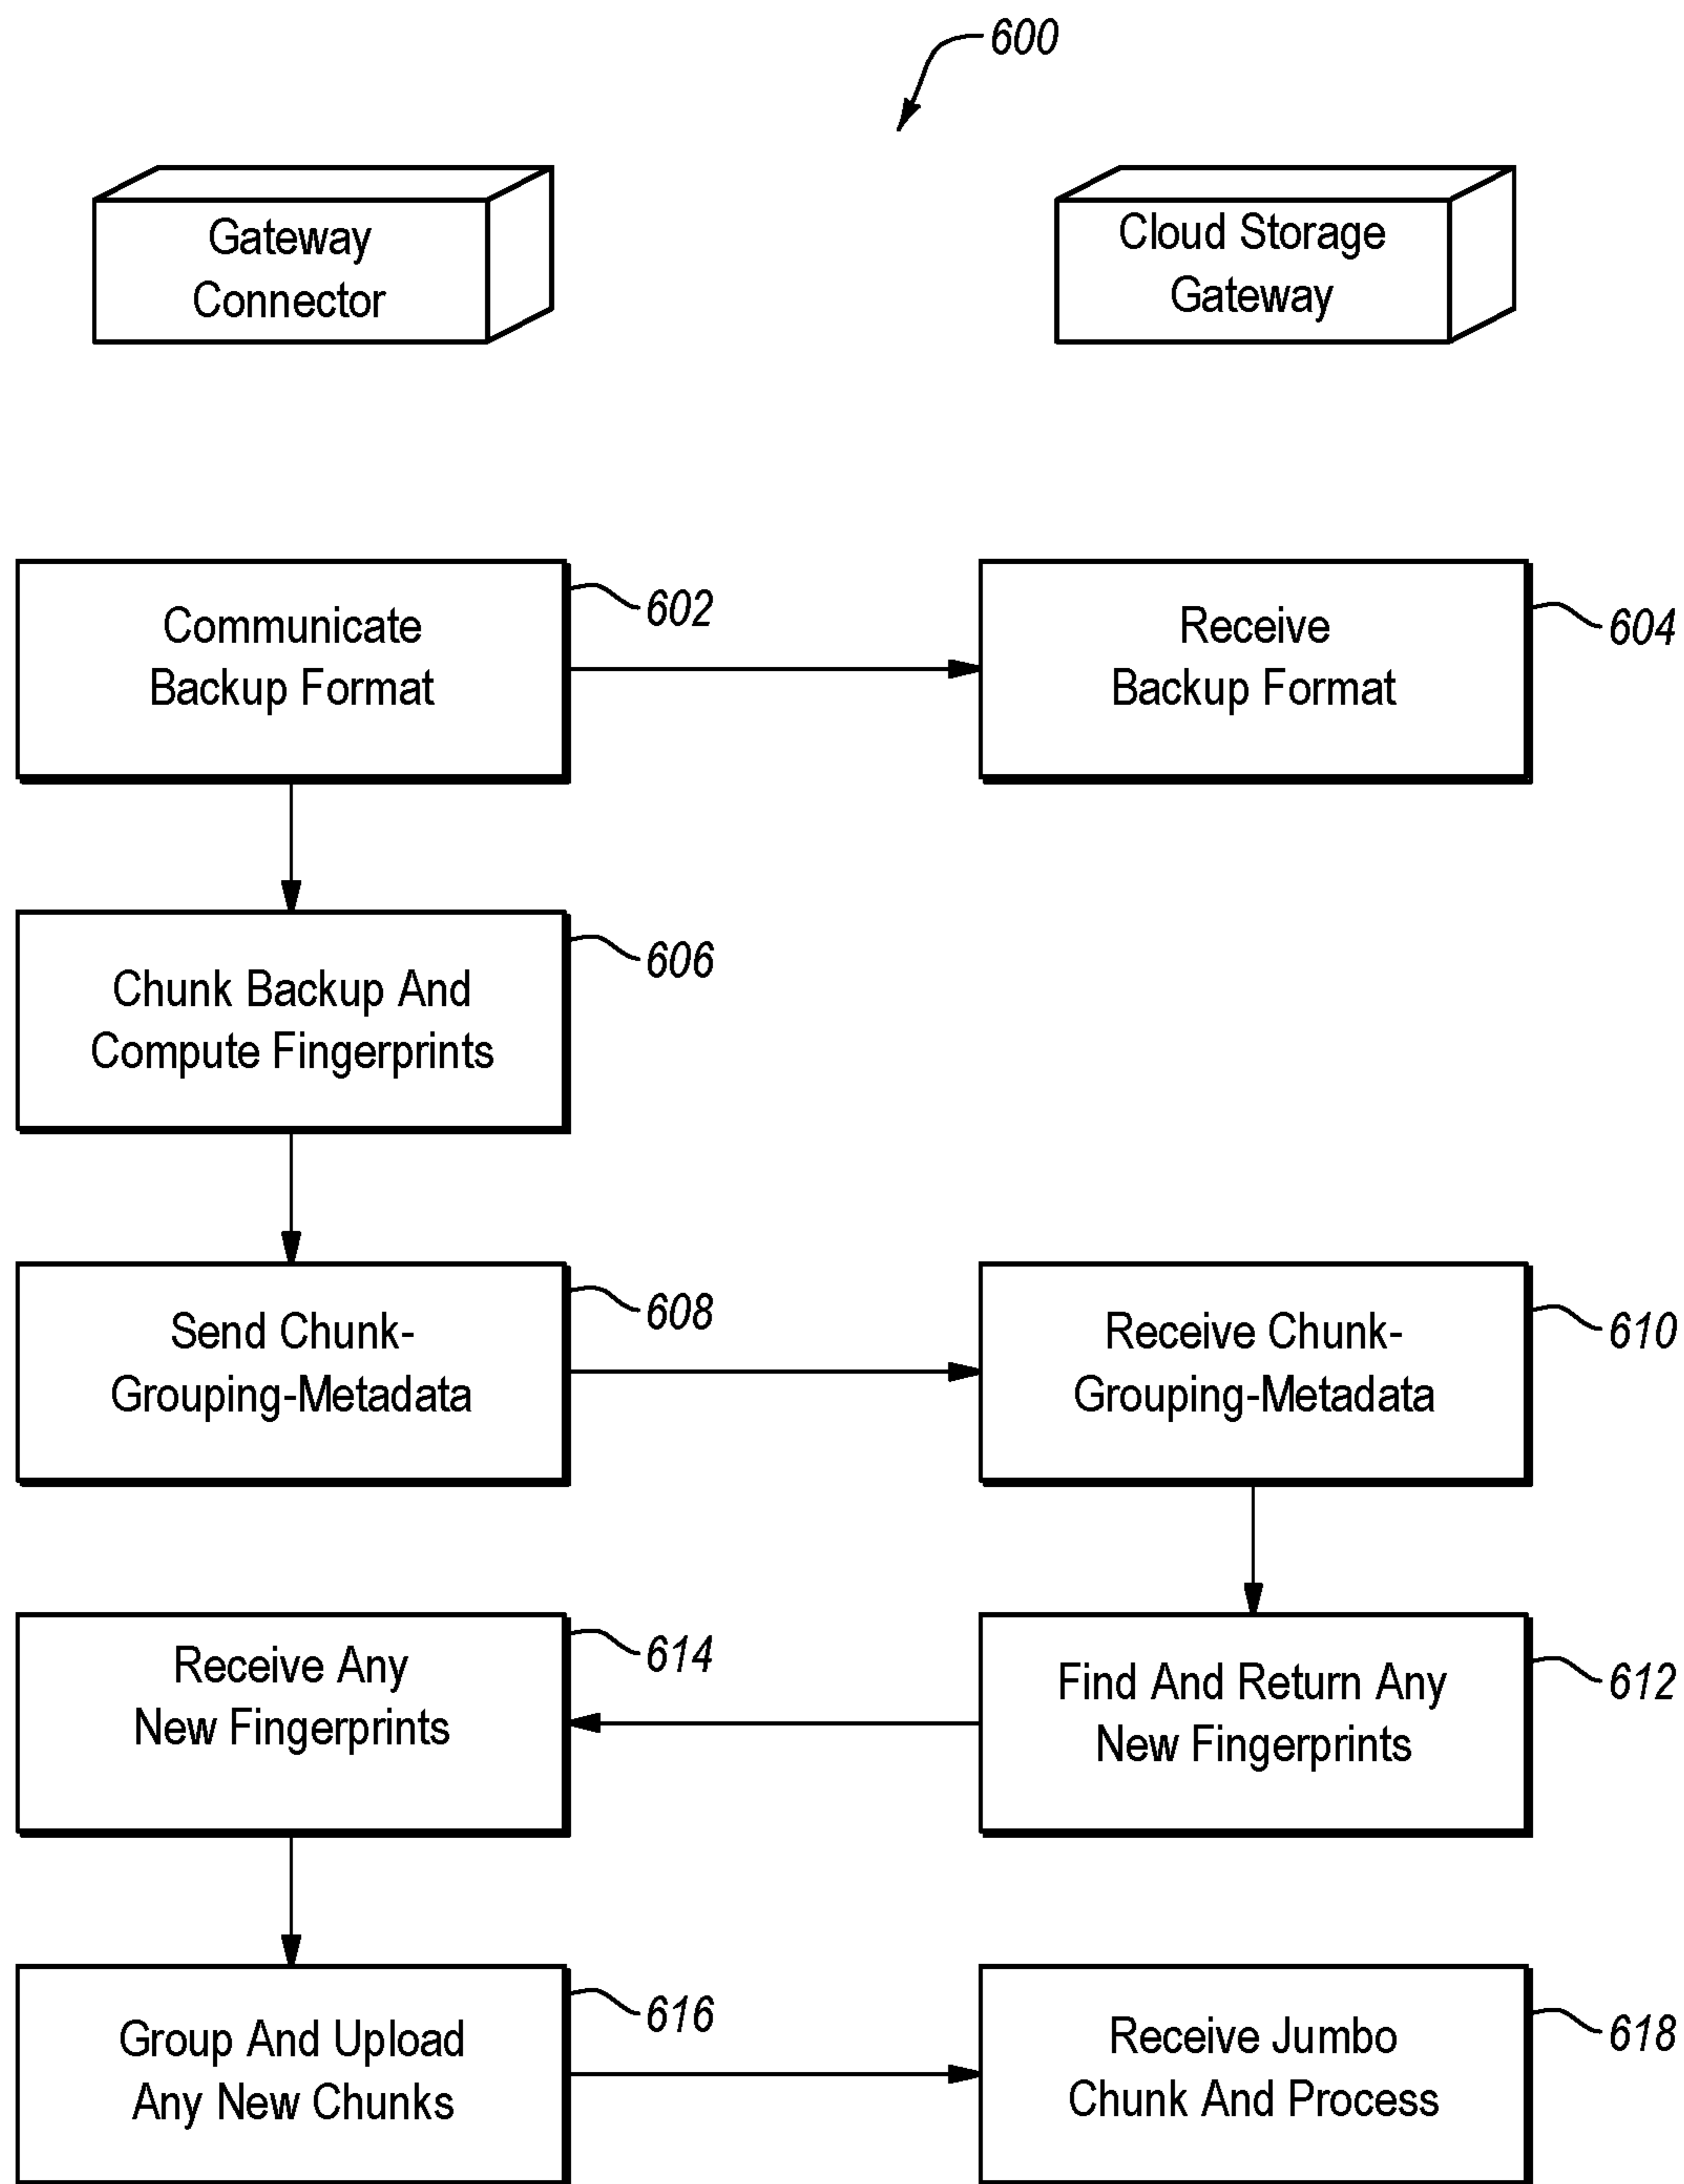 600
Gateway
Connector
Cloud Storage
Gateway
Communicate
Backup Format
602
Receive
Backup Format
604
Chunk Backup And
Compute Fingerprints
606
Send Chunk-
Grouping-Metadata
608
Receive Chunk-
Grouping-Metadata
610
Receive Any
New Fingerprints
614
Find And Return Any
New Fingerprints
612
Group And Upload
Any New Chunks
616
Receive Jumbo
Chunk And Process
618